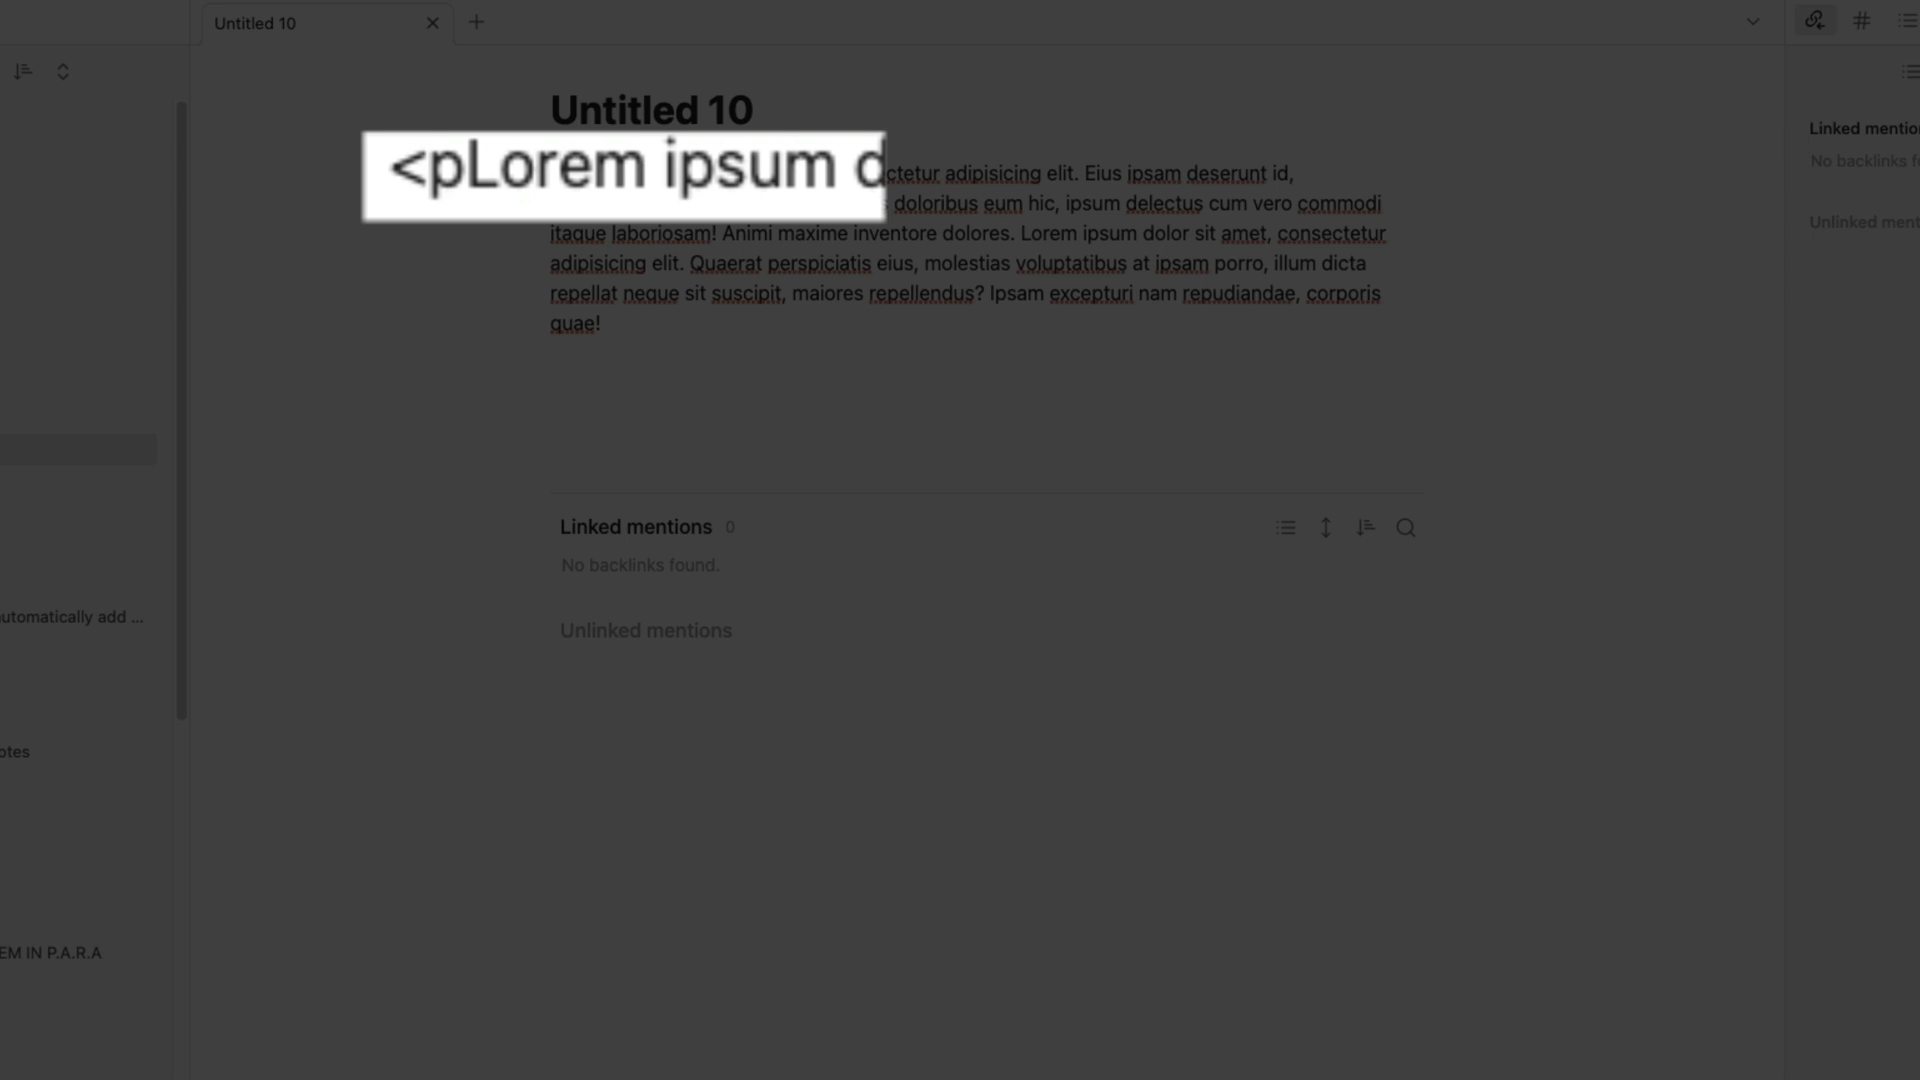 Untitled 10
Untitled 10
<pLorem ipsum d
ctetur adipisicing elit. Eius ipsam deserunt id,
doloribus eum hic, ipsum delectus cum vero commodi
itaque laboriosam! Animi maxime inventore dolores. Lorem ipsum dolor sit amet, consectetur
adipisicing elit. Quaerat perspiciatis eius, molestias voluptatibus at ipsam porro, illum dicta
repellat neque sit suscipit, maiores repellendus? Ipsam excepturi nam repudiandae, corporis
quae!
Linked mentions 0
No backlinks found.
Unlinked mentions
utomatically add ...
otes
EM IN P.A.R.A
Linked mentio
No backlinks f
Unlinked ment